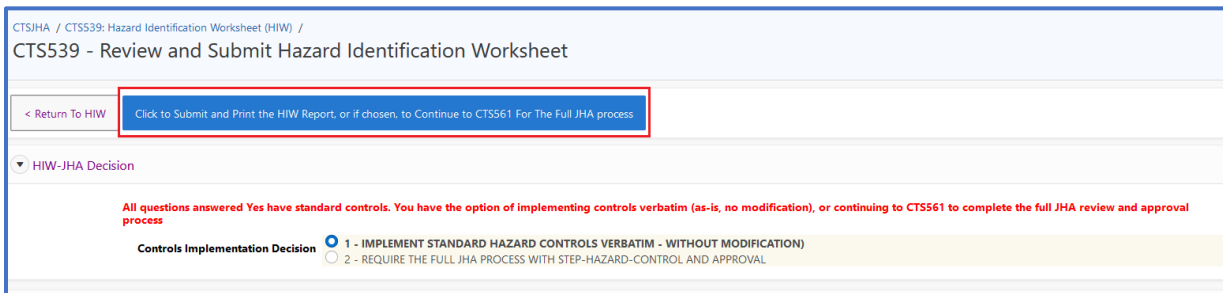 CTSJHA / CTS539: Hazard Identification Worksheet (HIW) /
CTS539 - Review and Submit Hazard Identification Worksheet
< Return To HIW
Click to Submit and Print the HIW Report, or if chosen, to Continue to CTS561 For The Full JHA process
HIW-JHA Decision
All questions answered Yes have standard controls. You have the option of implementing controls verbatim (as-is, no modification), or continuing to CTS561 to complete the full JHA review and approval
process
Controls Implementation Decision
1 - IMPLEMENT STANDARD HAZARD CONTROLS VERBATIM - WITHOUT MODIFICATION)
2 - REQUIRE THE FULL JHA PROCESS WITH STEP-HAZARD-CONTROL AND APPROVAL